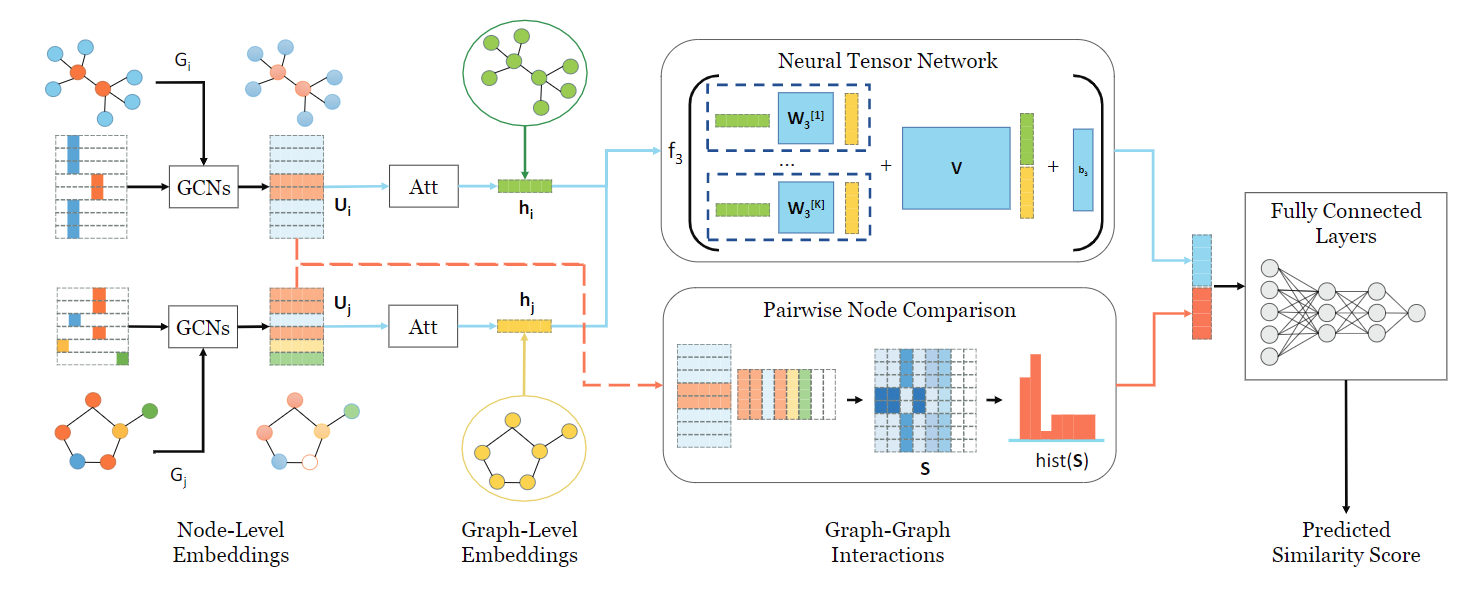 G_i
GCNs
U_i
Att
h_i
G_j
GCNs
U_j
Att
h_j
Neural Tensor Network
f_3
W_3^[1]
...
W_3^[K]
+
V
+
b_3
Pairwise Node Comparison
S
hist(S)
Fully Connected
Layers
Node-Level
Embeddings
Graph-Level
Embeddings
Graph-Graph
Interactions
Predicted
Similarity Score